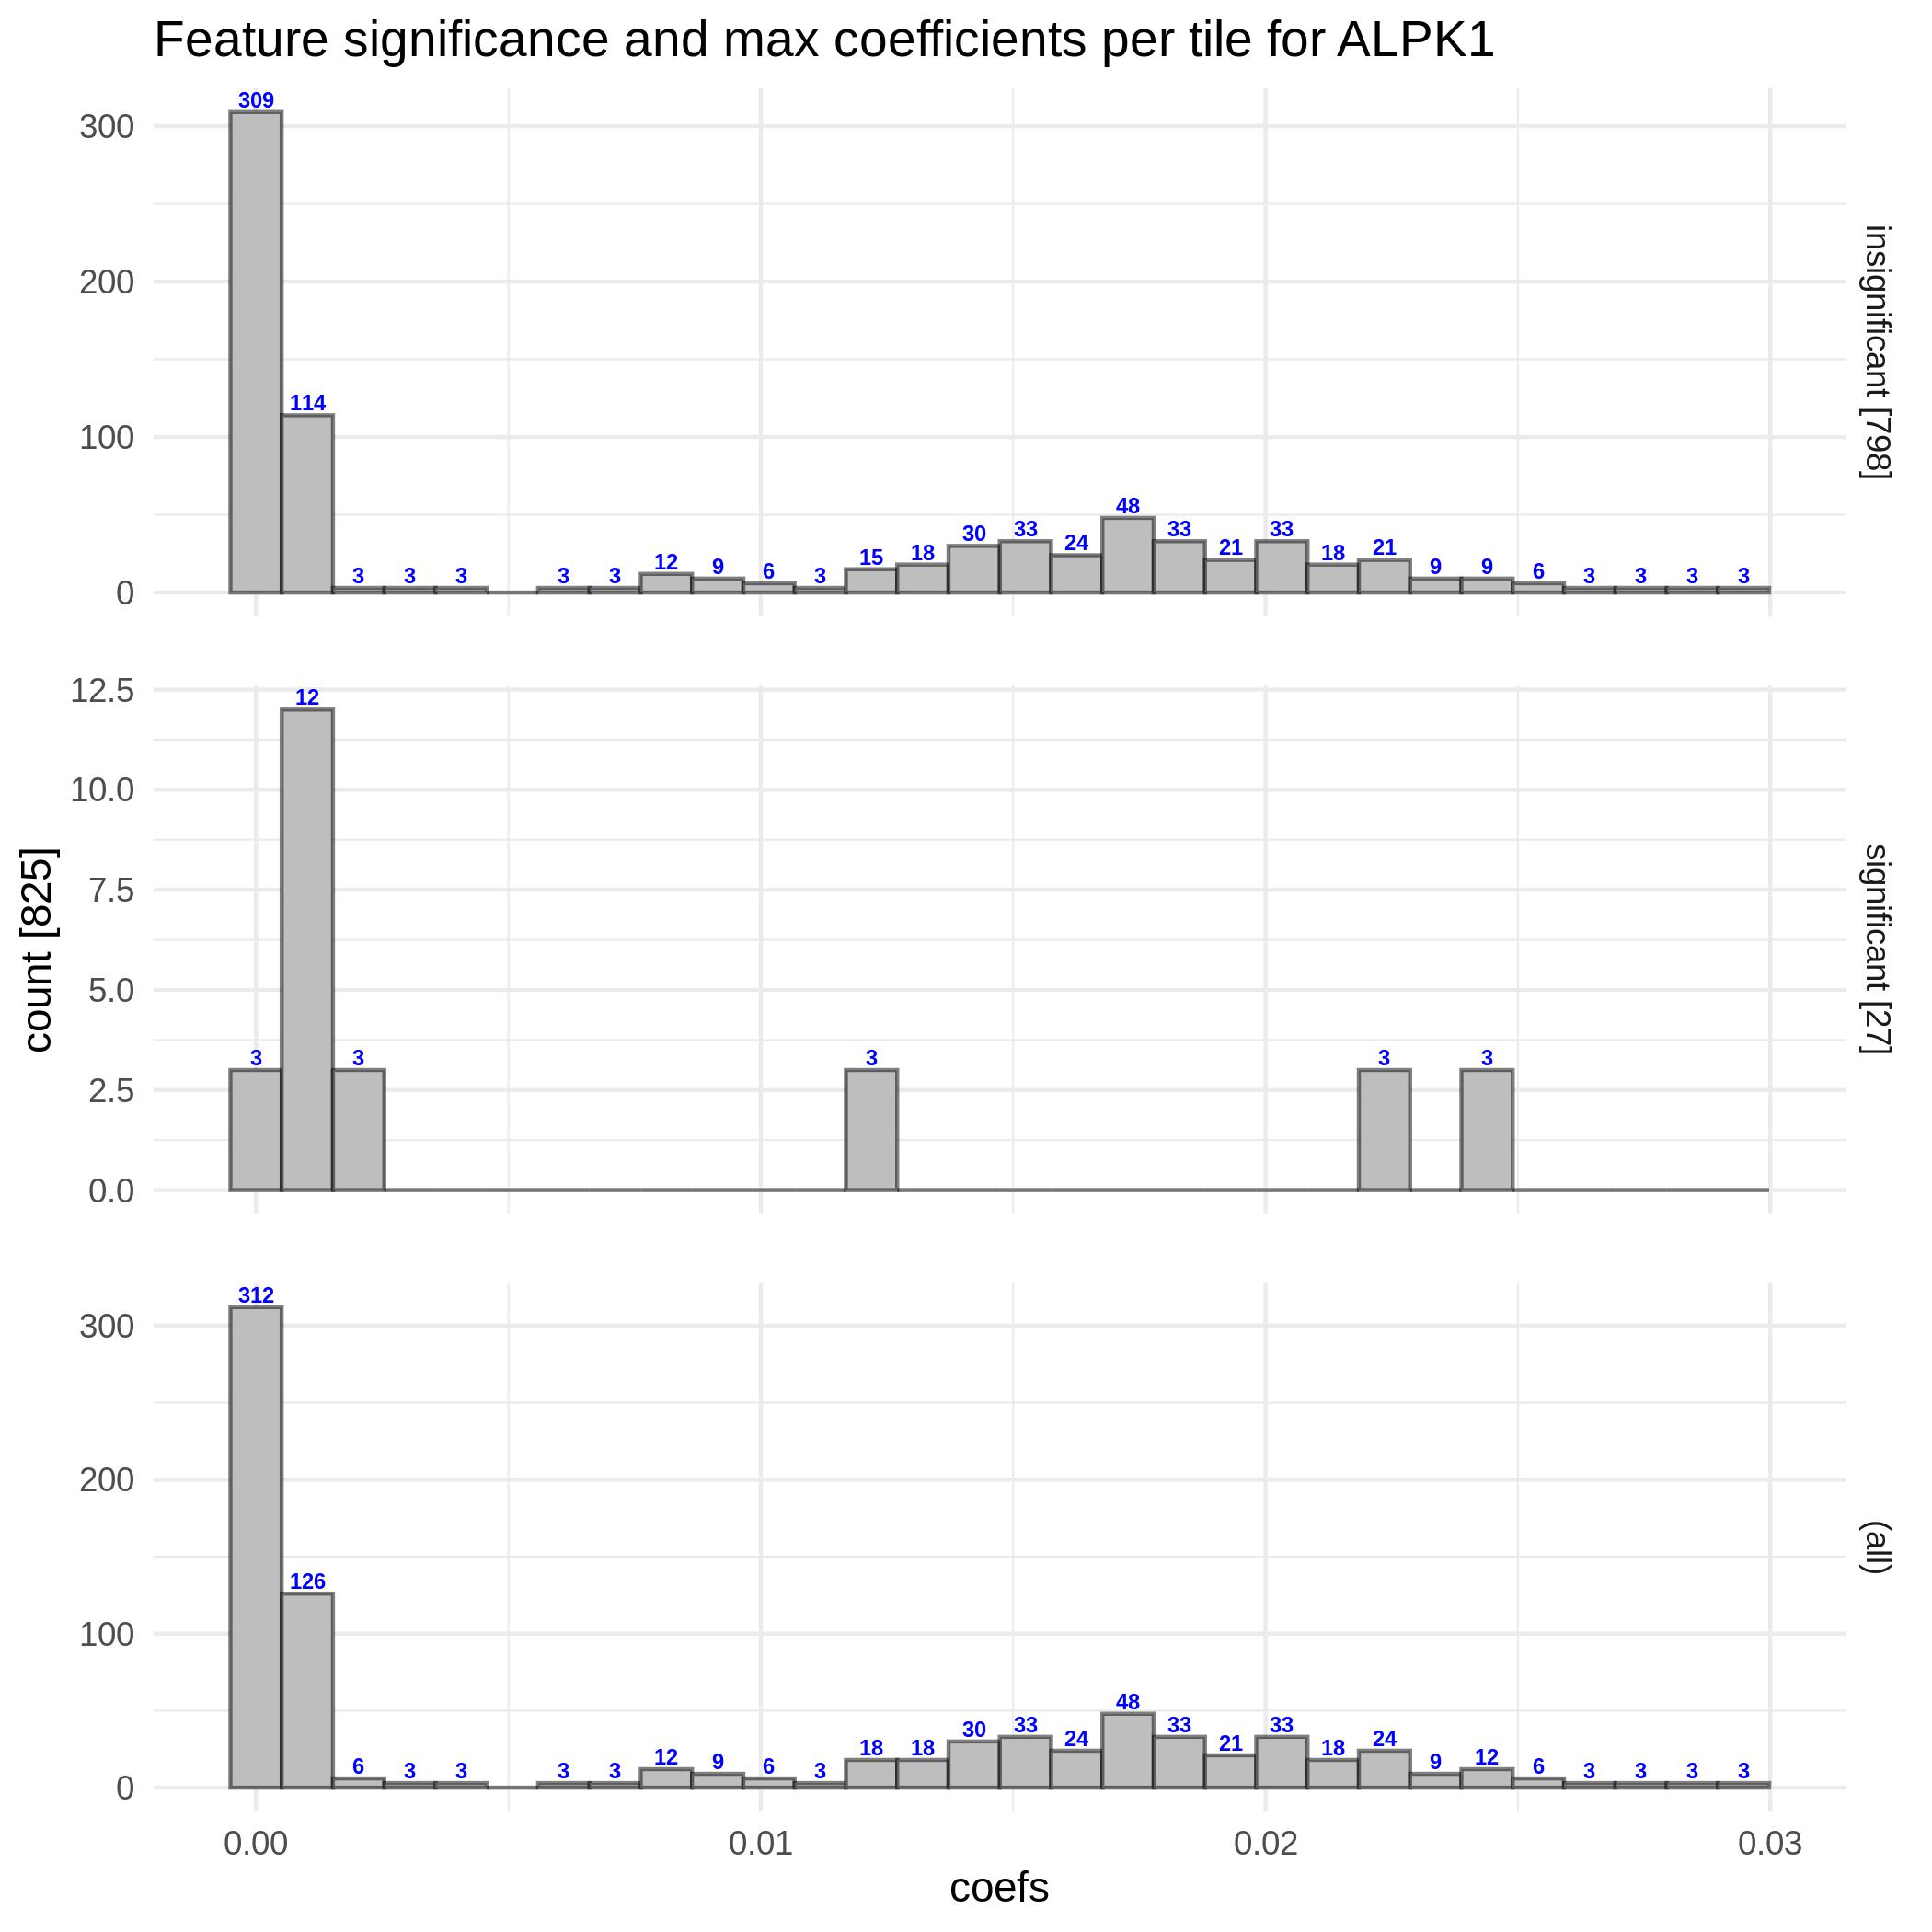 Feature significance and max coefficients per tile for ALPK1
309
300
200
114
100
48
30 33 24 33 21 33 18 21
12 9 6 3 15 18 9 9 6
3 3 3 3 3 3 3 3 3
0
insignificant [798]
12.5
12
10.0
7.5
5.0
3 3 3 3 3
2.5
0.0
significant [27]
count [825]
312
300
200
126
100
48
30 33 24 33 21 33 18 24
12 9 6 3 18 18 9 12 6
6 3 3 3 3 3 3 3 3
0
(all)
0.00 0.01 0.02 0.03
coefs